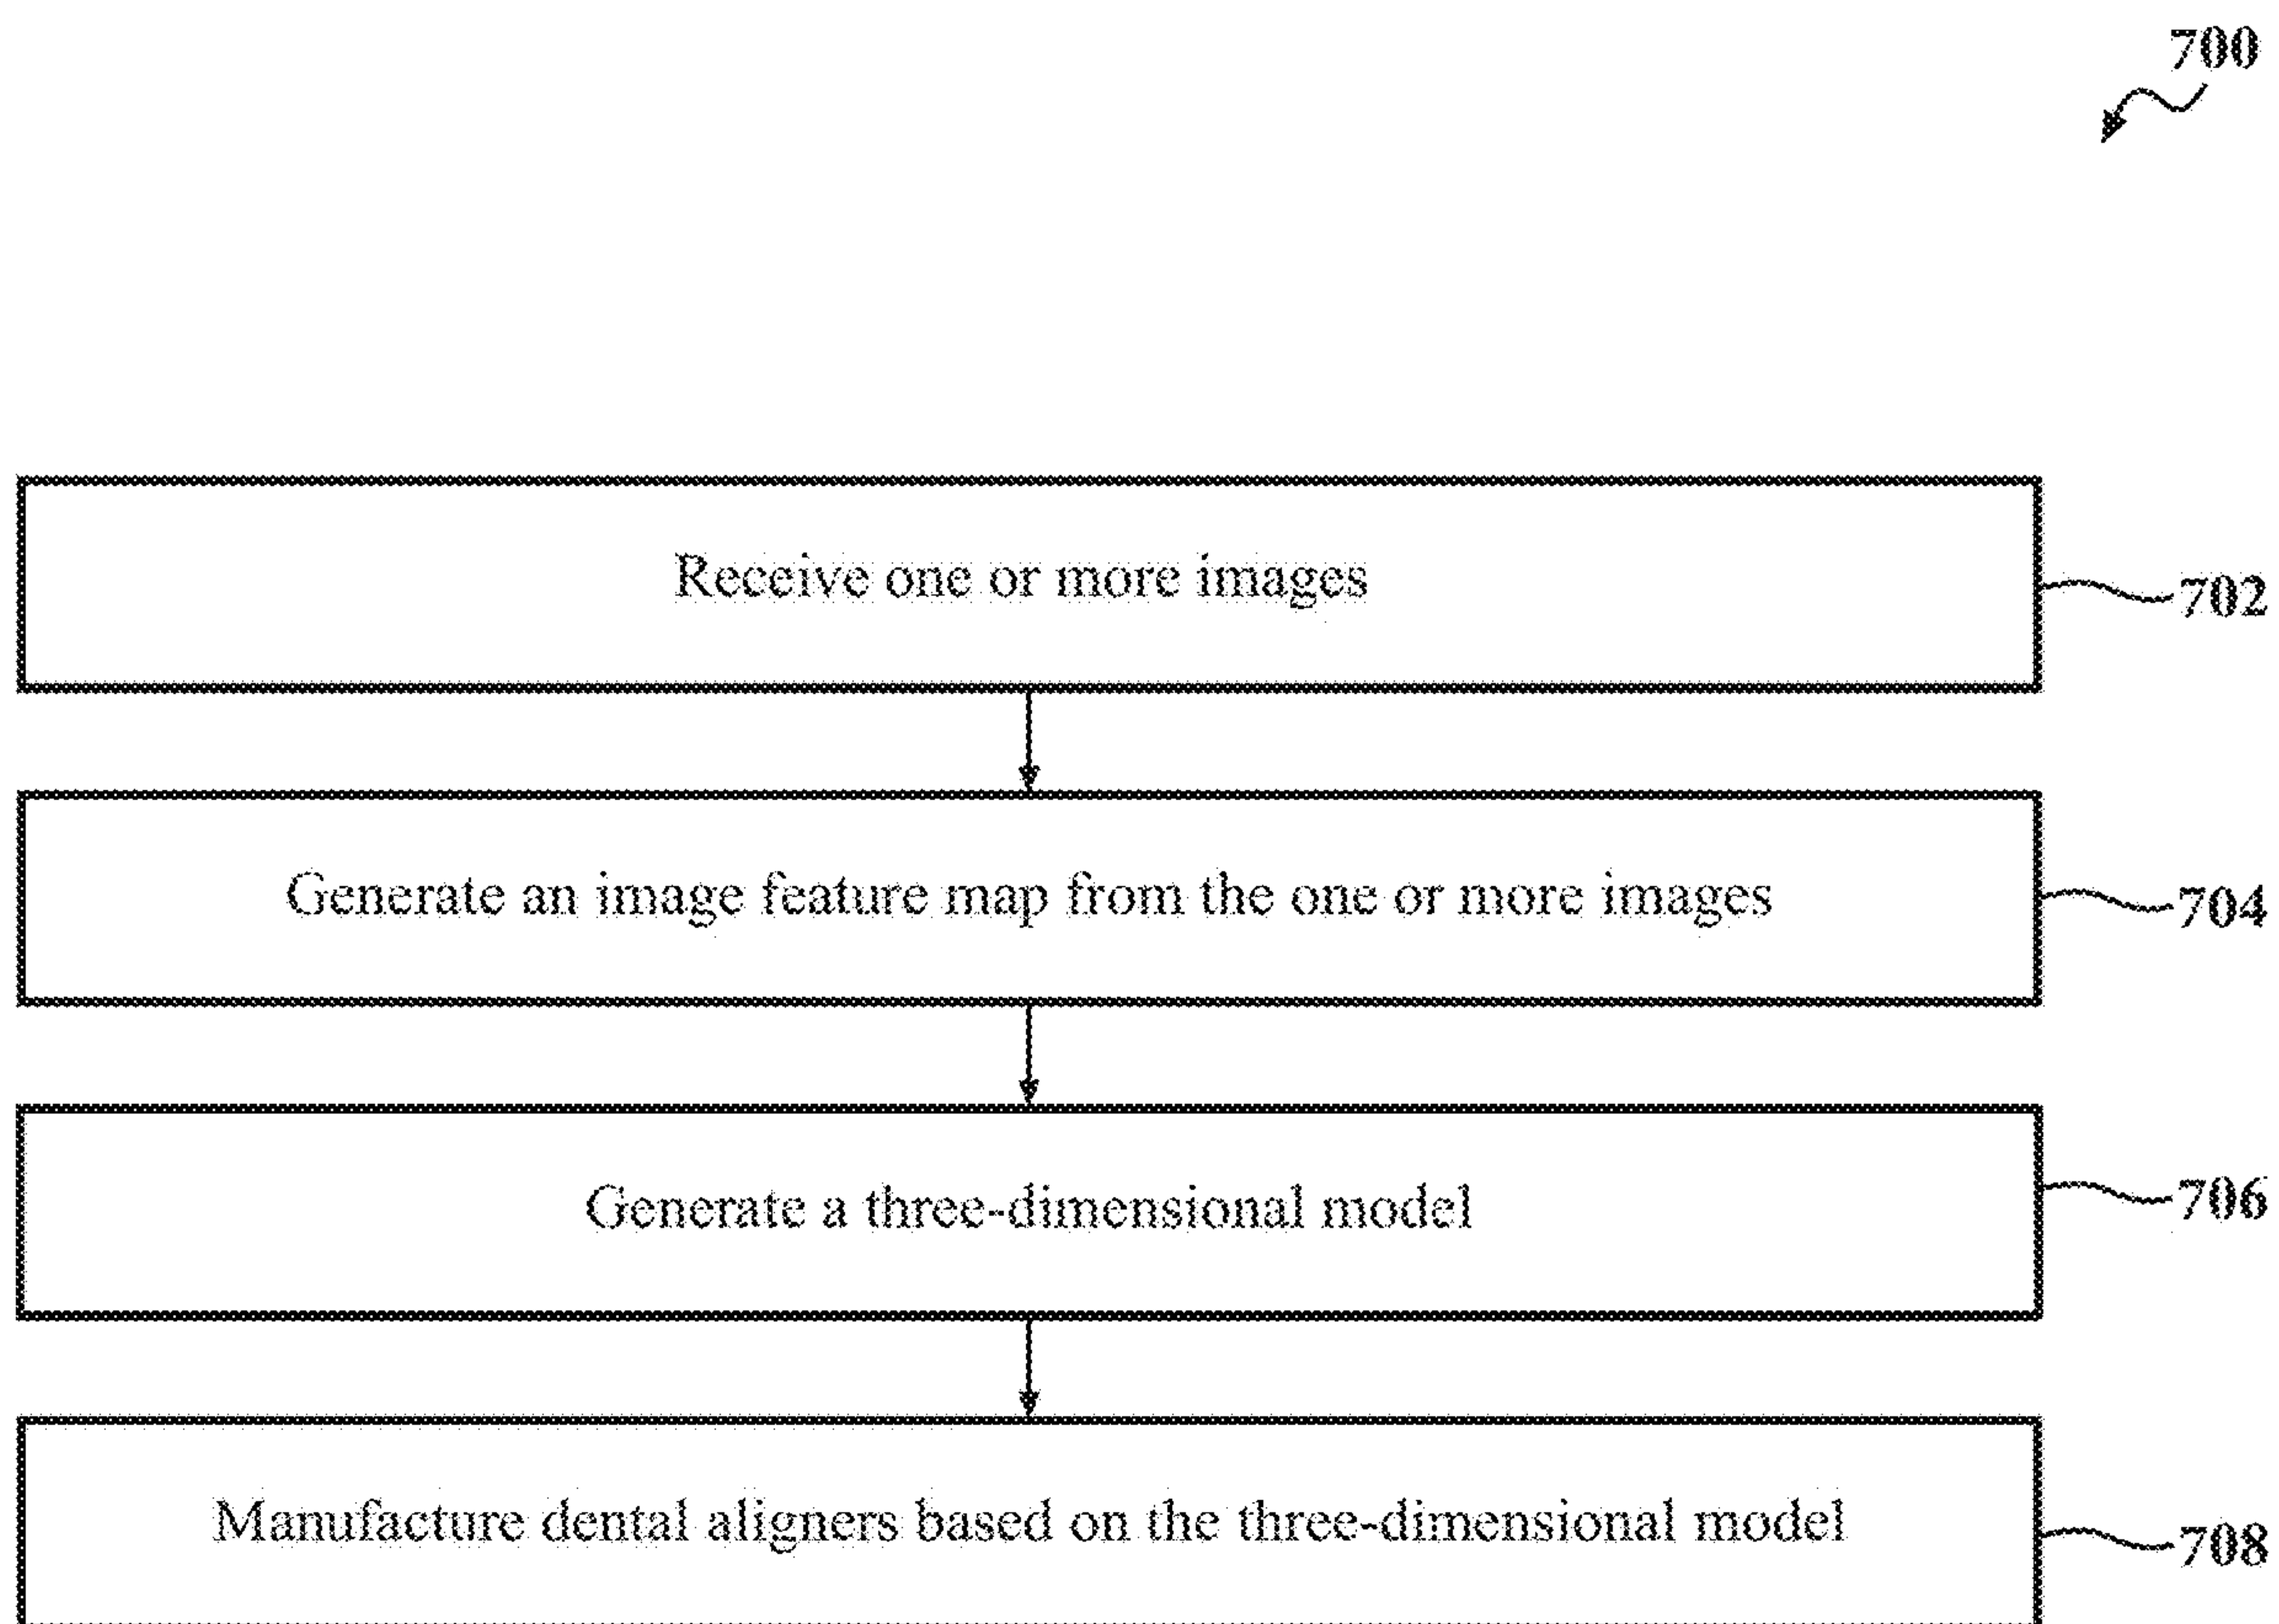 700
Receive one or more images
702
Generate an image feature map from the one or more images
704
Generate a three-dimensional model
706
Manufacture dental aligners based on the three-dimensional model
708